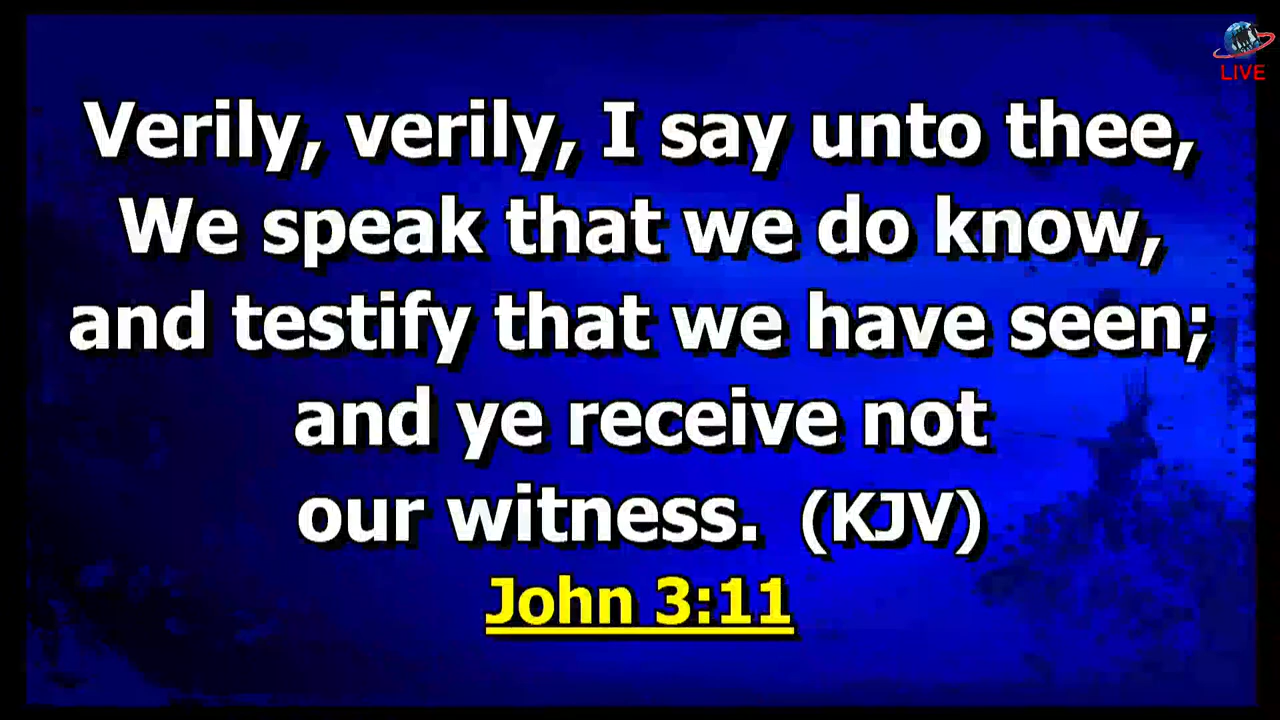 LIVE
Verily, verily, I say unto thee,
We speak that we do know,
and testify that we have seen;
and ye receive not
our witness. (KJV)
John 3:11